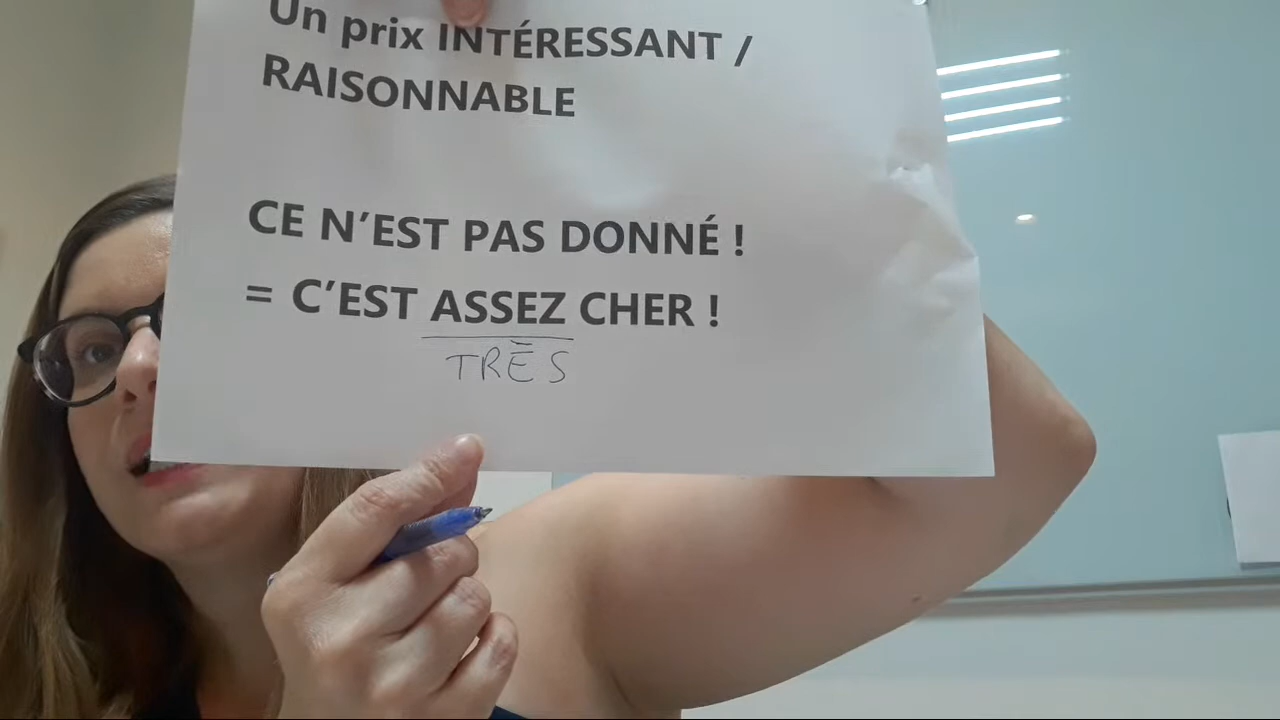 Un prix INTÉRESSANT /
RAISONNABLE
CE N'EST PAS DONNÉ !
= C'EST ASSEZ CHER !
TRÈS